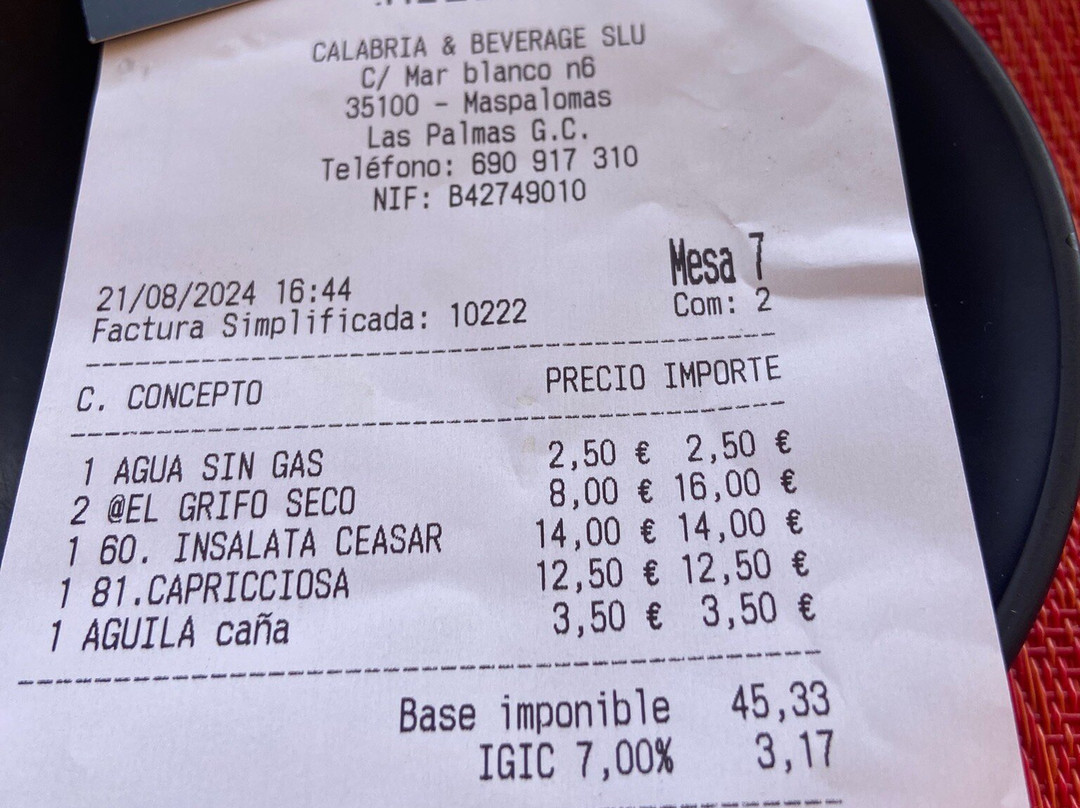 CALABRIA & BEVERAGE SLU
C/ Mar blanco n6
35100 - Maspalomas
Las Palmas G.C.
Teléfono: 690 917 310
NIF: B42749010
Mesa 7
21/08/2024 16:44
Com: 2
Factura Simplificada: 10222
C. CONCEPTO PRECIO IMPORTE
1 AGUA SIN GAS 2,50 € 2,50 €
2 @EL GRIFO SECO 8,00 € 16,00 €
1 60. INSALATA CEASAR 14,00 € 14,00 €
1 81.CAPRICCIOSA 12,50 € 12,50 €
1 AGUILA caña 3,50 € 3,50 €
Base imponible 45,33
IGIC 7,00% 3,17